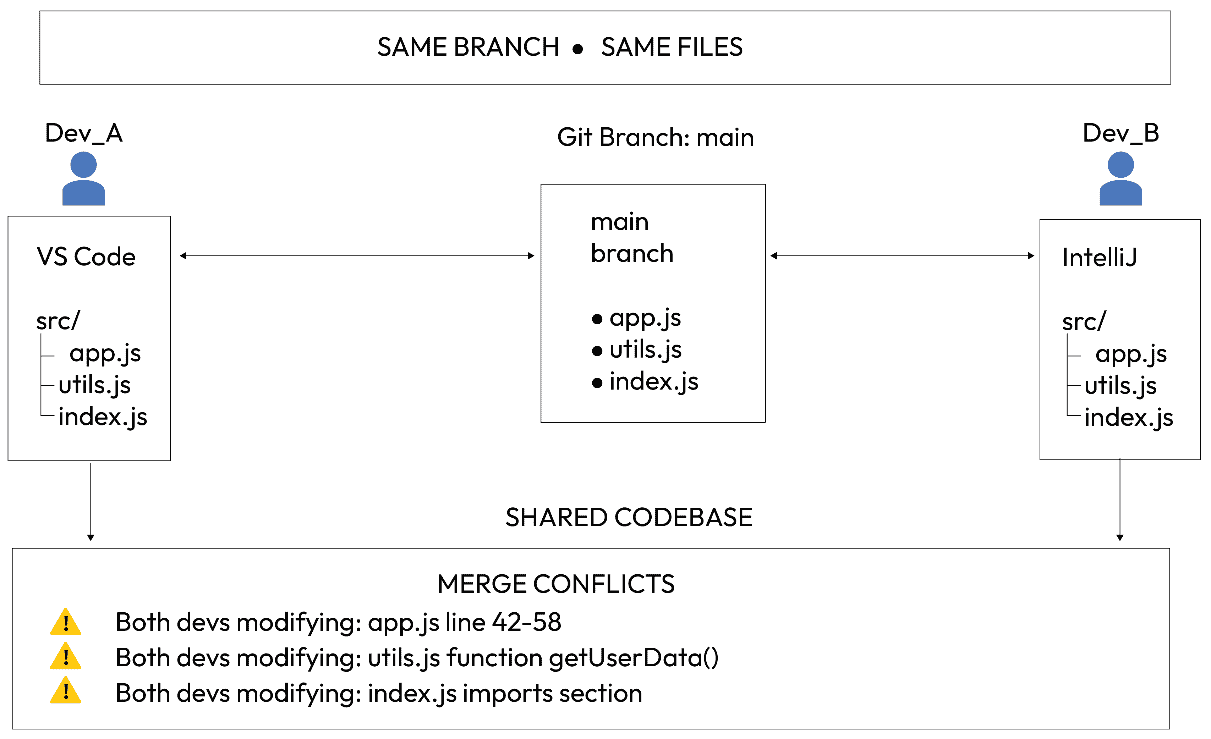 SAME BRANCH ● SAME FILES
Dev_A
Git Branch: main
Dev_B
VS Code
src/
app.js
utils.js
index.js
main
branch
● app.js
● utils.js
● index.js
IntelliJ
src/
app.js
utils.js
index.js
SHARED CODEBASE
MERGE CONFLICTS
Both devs modifying: app.js line 42-58
Both devs modifying: utils.js function getUserData()
Both devs modifying: index.js imports section